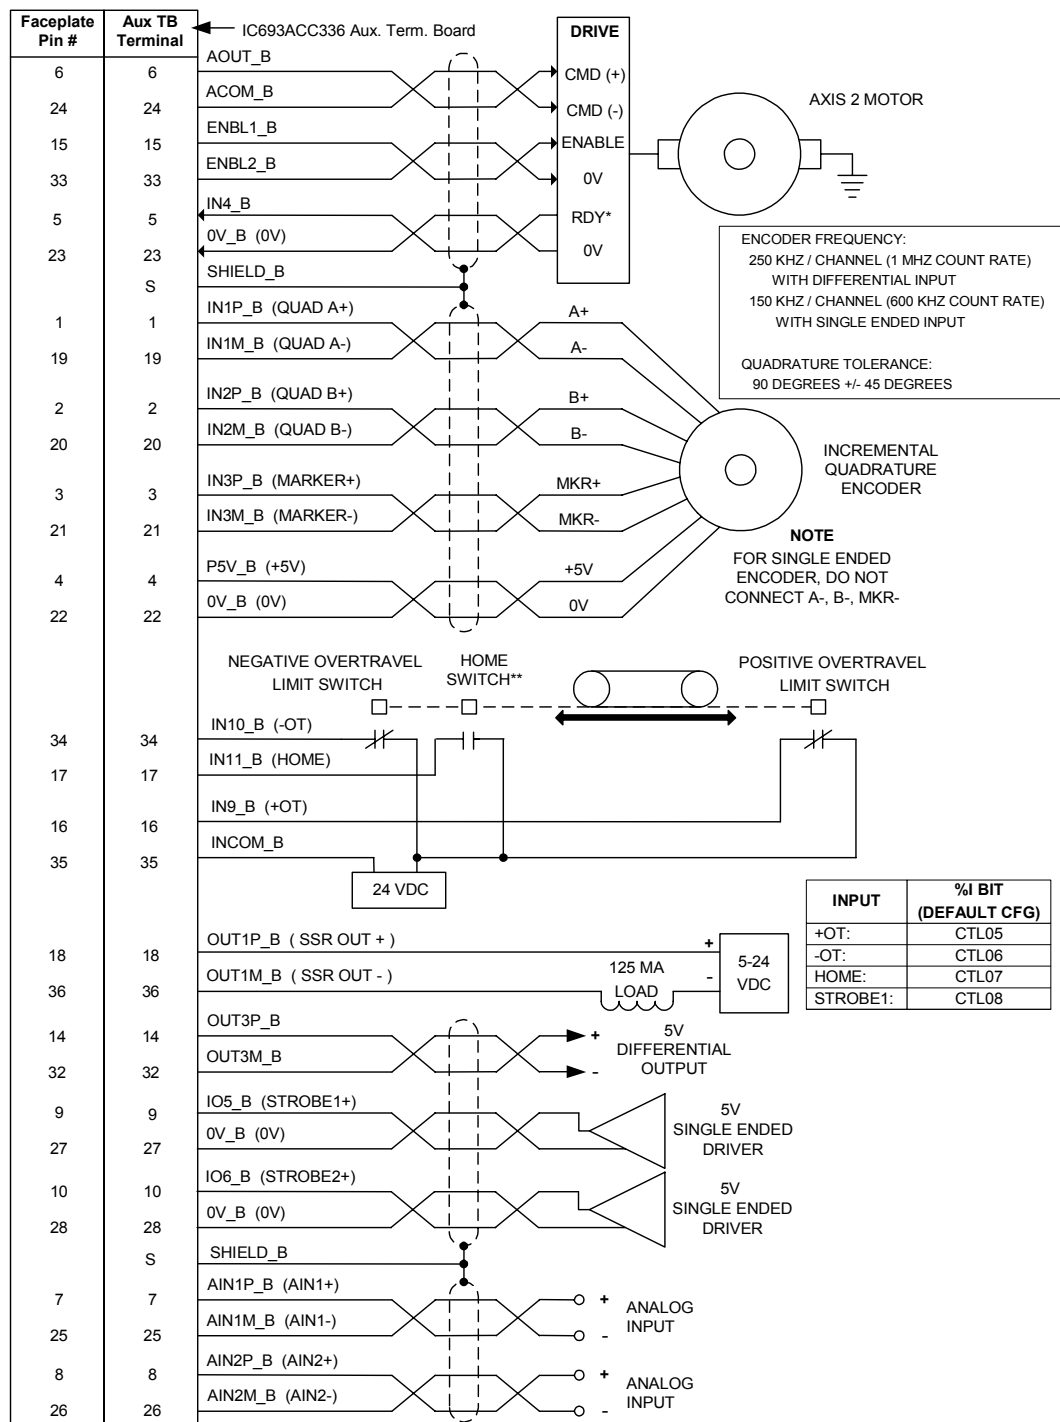 Faceplate
Pin #
Aux TB
Terminal
IC693ACC336 Aux. Term. Board
DRIVE
6
6
AOUT_B
CMD (+)
24
24
ACOM_B
CMD (-)
AXIS 2 MOTOR
15
15
ENBL1_B
ENABLE
33
33
ENBL2_B
0V
5
5
IN4_B
RDY*
23
23
0V_B (0V)
0V
S
SHIELD_B
ENCODER FREQUENCY:
250 KHZ / CHANNEL (1 MHZ COUNT RATE)
WITH DIFFERENTIAL INPUT
150 KHZ / CHANNEL (600 KHZ COUNT RATE)
WITH SINGLE ENDED INPUT
QUADRATURE TOLERANCE:
90 DEGREES +/- 45 DEGREES
1
1
IN1P_B (QUAD A+)
A+
19
19
IN1M_B (QUAD A-)
A-
2
2
IN2P_B (QUAD B+)
B+
20
20
IN2M_B (QUAD B-)
B-
INCREMENTAL
QUADRATURE
ENCODER
3
3
IN3P_B (MARKER+)
MKR+
21
21
IN3M_B (MARKER-)
MKR-
NOTE
FOR SINGLE ENDED
ENCODER, DO NOT
CONNECT A-, B-, MKR-
4
4
P5V_B (+5V)
+5V
22
22
0V_B (0V)
0V
NEGATIVE OVERTRAVEL
LIMIT SWITCH
HOME
SWITCH**
POSITIVE OVERTRAVEL
LIMIT SWITCH
34
34
IN10_B (-OT)
17
17
IN11_B (HOME)
16
16
IN9_B (+OT)
35
35
INCOM_B
24 VDC
INPUT
%I BIT
(DEFAULT CFG)
+OT:
CTL05
-OT:
CTL06
HOME:
CTL07
STROBE1:
CTL08
18
18
OUT1P_B ( SSR OUT + )
+
36
36
OUT1M_B ( SSR OUT - )
125 MA
LOAD
-
5-24
VDC
14
14
OUT3P_B
+
32
32
OUT3M_B
-
5V
DIFFERENTIAL
OUTPUT
9
9
IO5_B (STROBE1+)
27
27
0V_B (0V)
5V
SINGLE ENDED
DRIVER
10
10
IO6_B (STROBE2+)
28
28
0V_B (0V)
5V
SINGLE ENDED
DRIVER
S
SHIELD_B
7
7
AIN1P_B (AIN1+)
+
25
25
AIN1M_B (AIN1-)
-
ANALOG
INPUT
8
8
AIN2P_B (AIN2+)
+
26
26
AIN2M_B (AIN2-)
-
ANALOG
INPUT